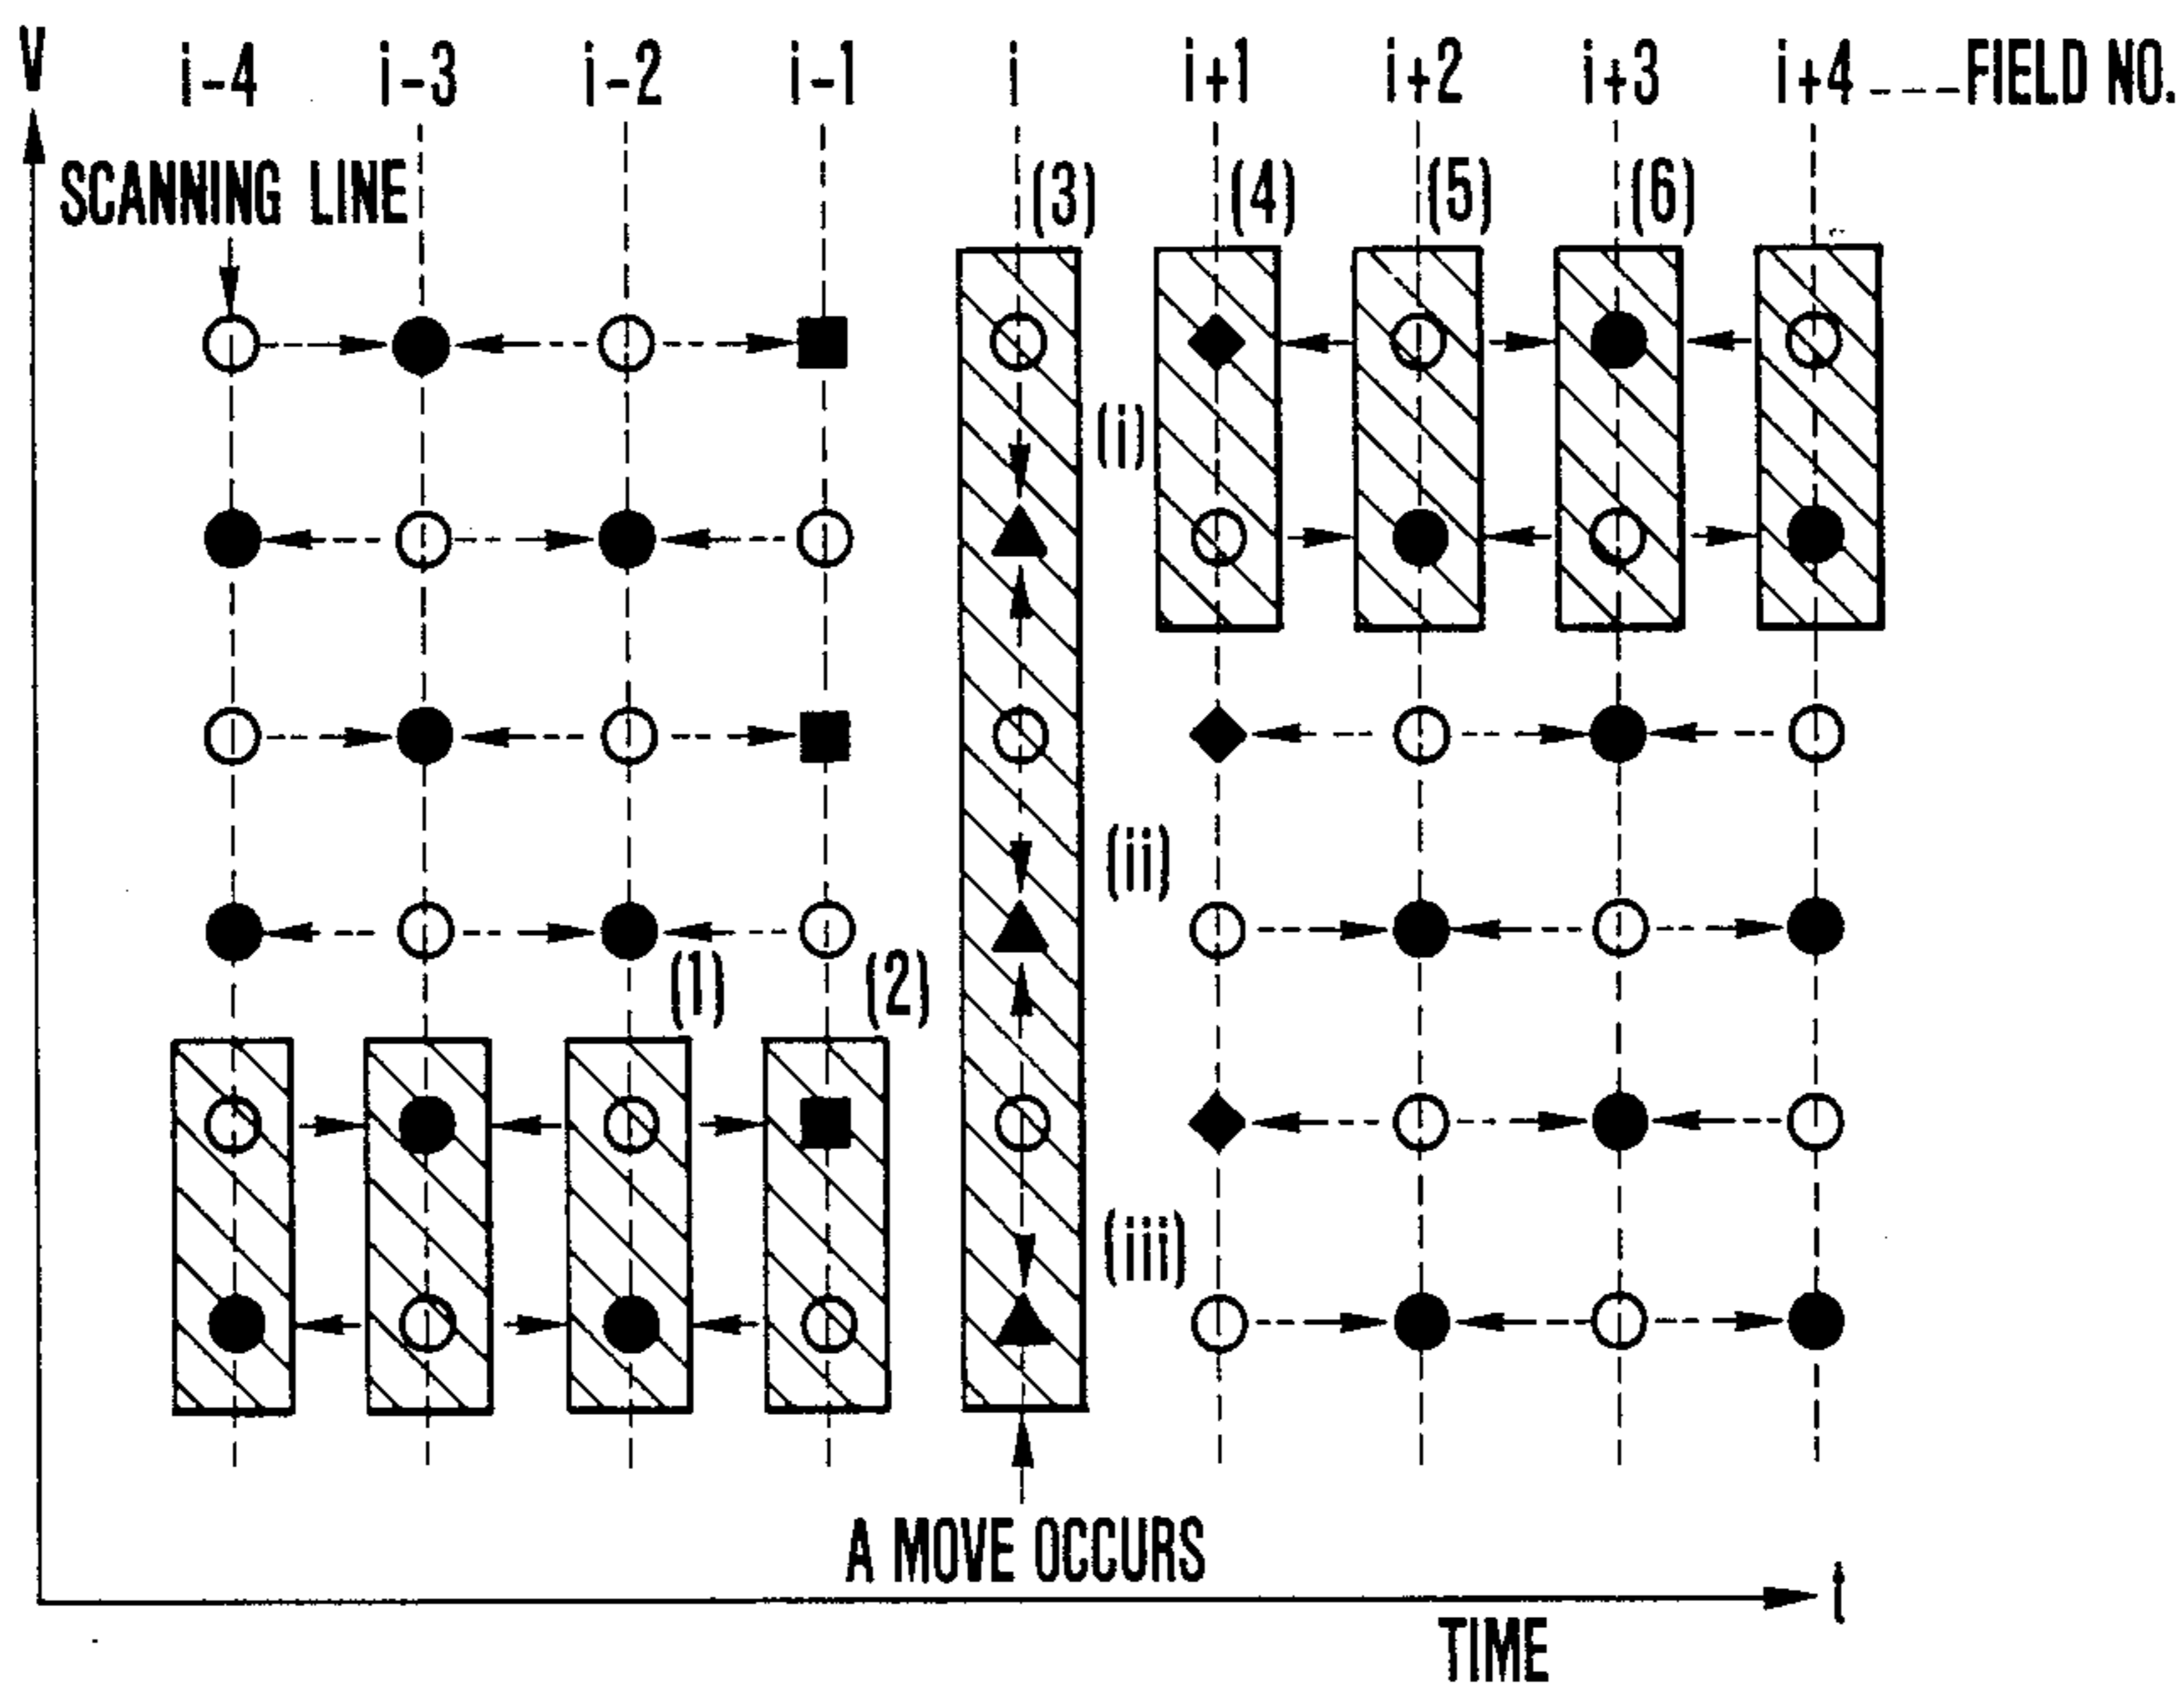 V i-4 i-3 i-2 i-1 i i+1 i+2 i+3 i+4 ---FIELD NO.
SCANNING LINE (3) (4) (5) (6)
(i)
(ii)
(1) (2)
(iii)
A MOVE OCCURS
t
TIME